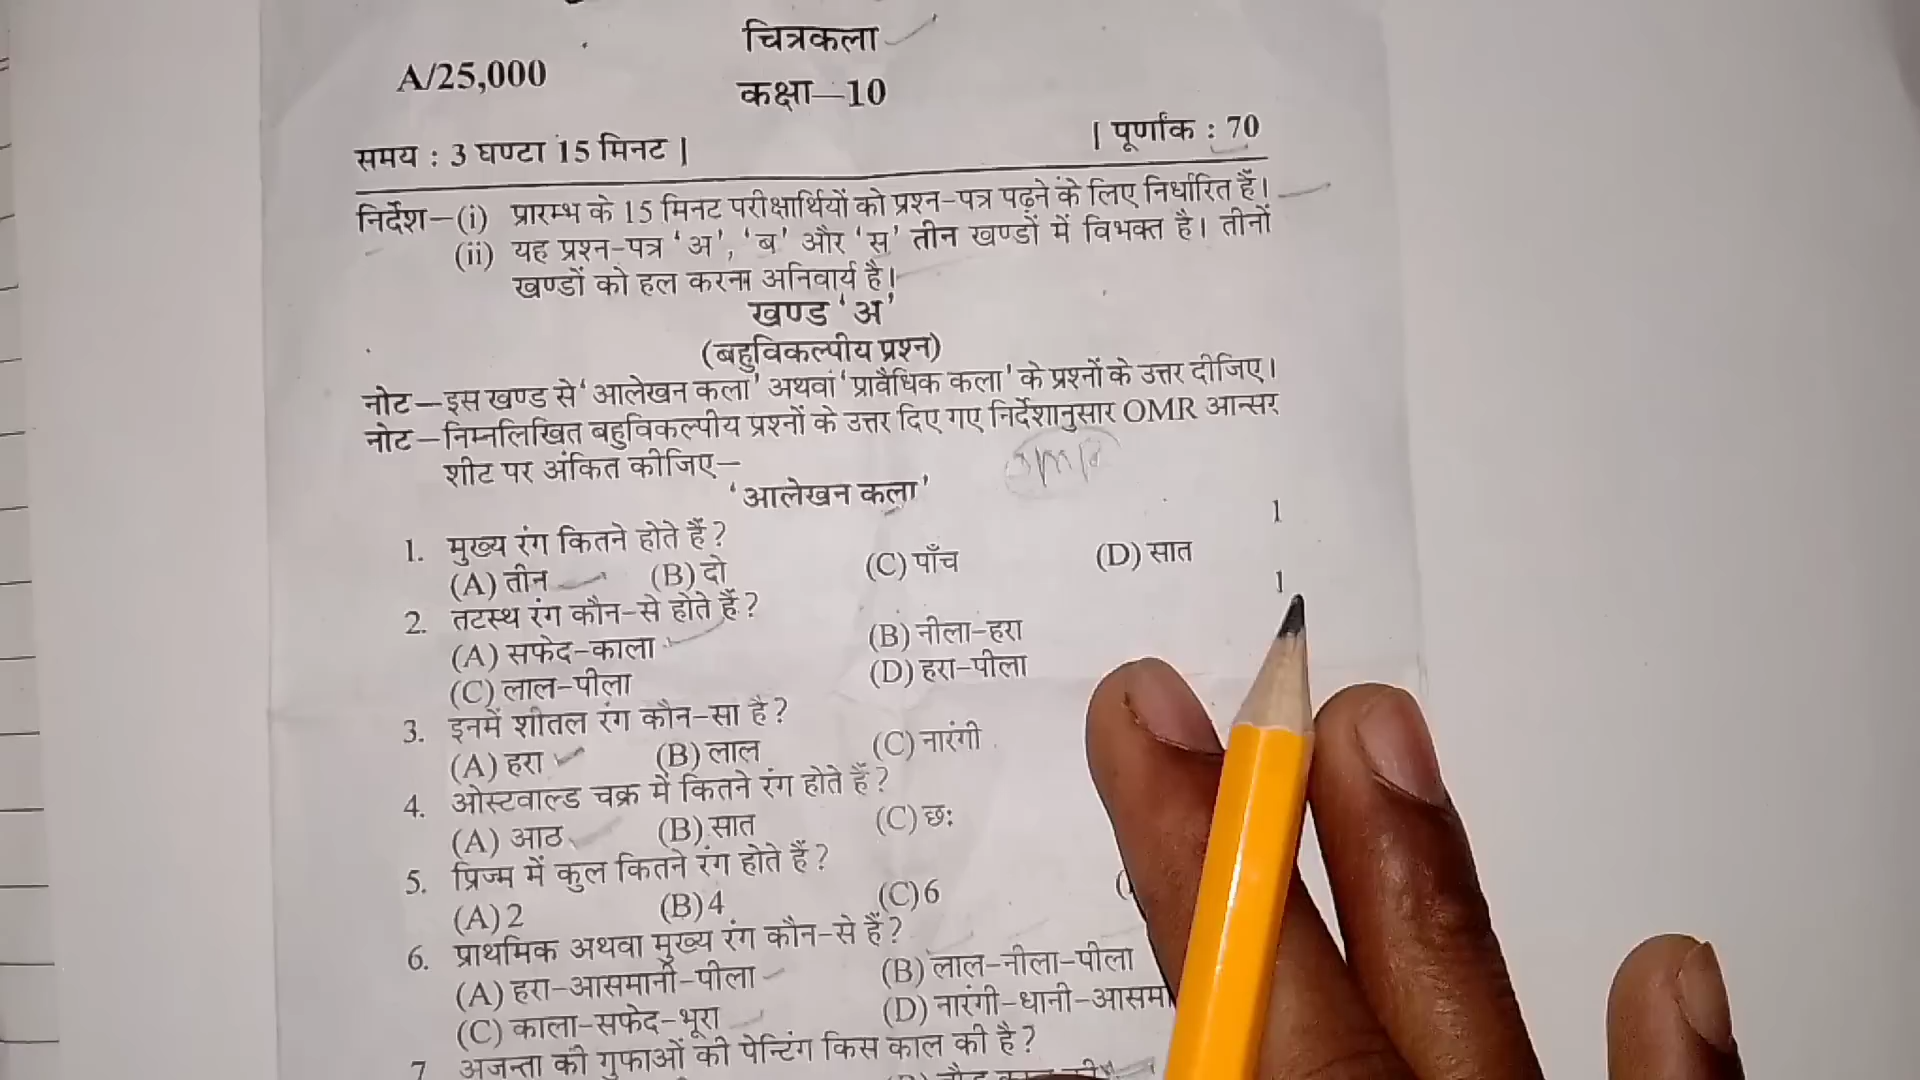 चित्रकला
A/25,000
कक्षा—10
समय : 3 घण्टा 15 मिनट |
| पूर्णांक : 70
निर्देश—(i) प्रारम्भ के 15 मिनट परीक्षार्थियों को प्रश्न-पत्र पढ़ने के लिए निर्धारित हैं।
(ii) यह प्रश्न-पत्र ‘अ’, ‘ब’ और ‘स’ तीन खण्डों में विभक्त है। तीनों
खण्डों को हल करना अनिवार्य है।
खण्ड ‘अ’
(बहुविकल्पीय प्रश्न)
नोट—इस खण्ड से ‘आलेखन कला’ अथवा ‘प्रावैधिक कला’ के प्रश्नों के उत्तर दीजिए।
नोट—निम्नलिखित बहुविकल्पीय प्रश्नों के उत्तर दिए गए निर्देशानुसार OMR आन्सर
शीट पर अंकित कीजिए—
‘आलेखन कला’
1. मुख्य रंग कितने होते हैं? 1
(A) तीन (B) दो (C) पाँच (D) सात
2. तटस्थ रंग कौन-से होते हैं? 1
(A) सफेद-काला (B) नीला-हरा
(C) लाल-पीला (D) हरा-पीला
3. इनमें शीतल रंग कौन-सा है?
(A) हरा (B) लाल (C) नारंगी
4. ओस्टवाल्ड चक्र में कितने रंग होते हैं?
(A) आठ (B) सात (C) छः
5. प्रिज्म में कुल कितने रंग होते हैं?
(A) 2 (B) 4 (C) 6
6. प्राथमिक अथवा मुख्य रंग कौन-से हैं?
(A) हरा-आसमानी-पीला (B) लाल-नीला-पीला
(C) काला-सफेद-भूरा (D) नारंगी-धानी-आसमा
7 अजन्ता की गुफाओं की पेन्टिंग किस काल की है?